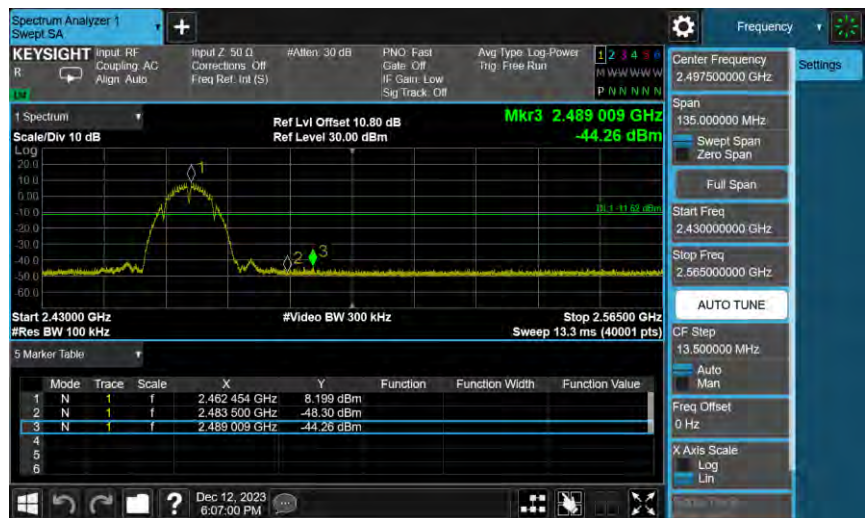 Spectrum Analyzer 1
Swept SA
+
Frequency
KEYSIGHT
R
Input: RF
Coupling: AC
Align: Auto
Input Z: 50 Ω
Corrections: Off
Freq Ref: Int (S)
#Atten: 30 dB
PNO: Fast
Gate: Off
IF Gain: Low
Sig Track: Off
Avg Type: Log-Power
Trig: Free Run
1 2 3 4 5 6
M W W W W W
P N N N N N
Center Frequency
2.497500000 GHz
Settings
Span
135.000000 MHz
Swept Span
Zero Span
Full Span
Start Freq
2.430000000 GHz
Stop Freq
2.565000000 GHz
AUTO TUNE
CF Step
13.500000 MHz
Auto
Man
Freq Offset
0 Hz
X Axis Scale
Log
Lin
1 Spectrum
Scale/Div 10 dB
Ref Lvl Offset 10.80 dB
Ref Level 30.00 dBm
Mkr3 2.489 009 GHz
-44.26 dBm
Log
20.0
10.0
0.00
-10.0
-20.0
-30.0
-40.0
-50.0
-60.0
1
2
3
DL1 -11.62 dBm
Start 2.43000 GHz
#Video BW 300 kHz
Stop 2.56500 GHz
#Res BW 100 kHz
Sweep 13.3 ms (40001 pts)
5 Marker Table
Mode Trace Scale X Y Function Function Width Function Value
1 N 1 f 2.462 454 GHz 8.199 dBm
2 N 1 f 2.483 500 GHz -48.30 dBm
3 N 1 f 2.489 009 GHz -44.26 dBm
4
5
6
?
Dec 12, 2023
6:07:00 PM